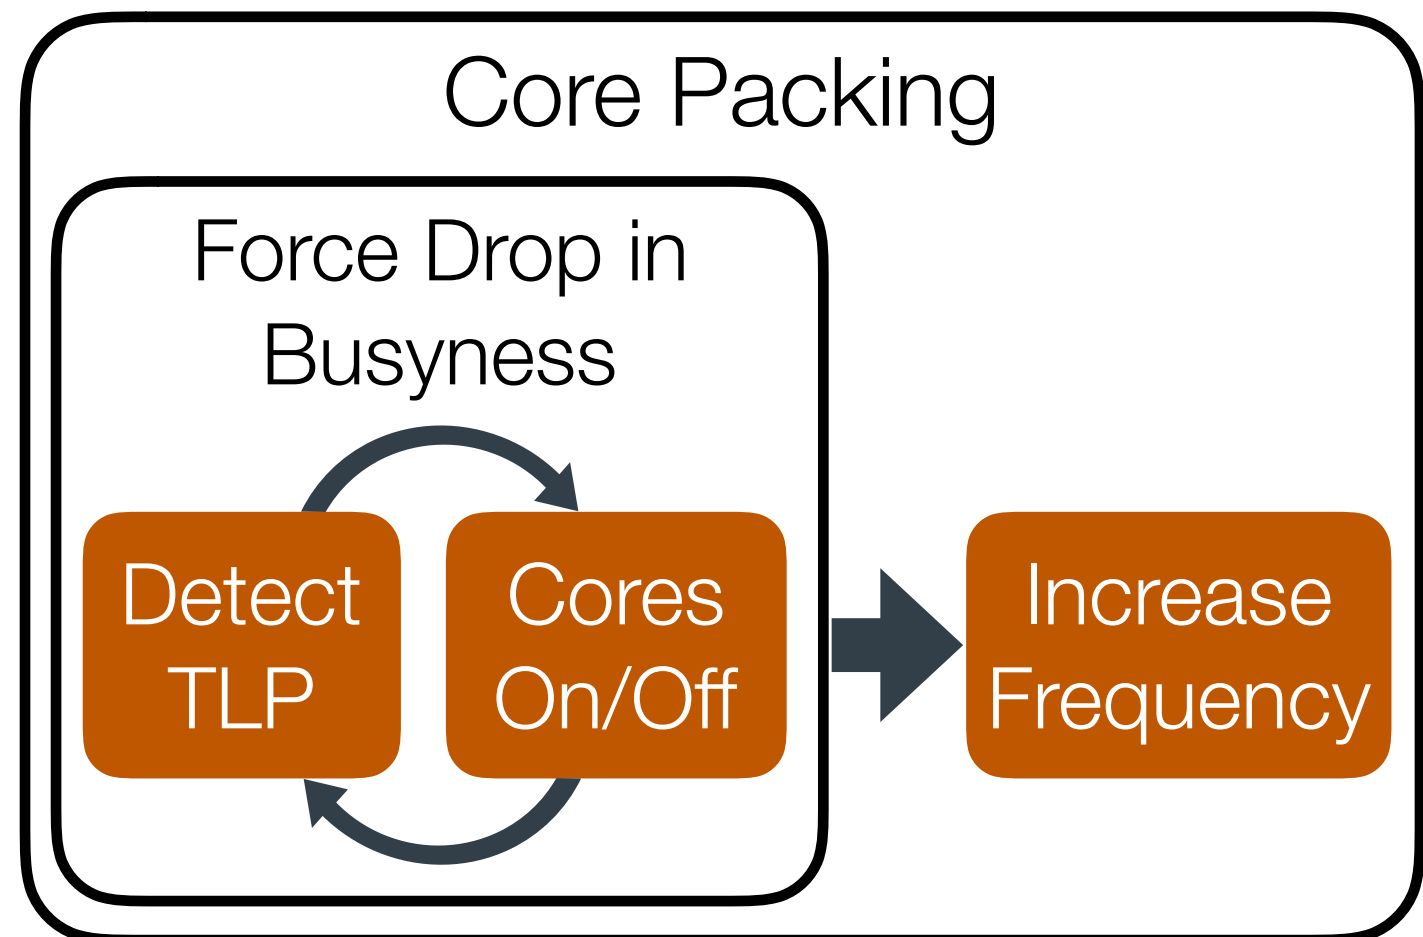 Core Packing
Force Drop in
Busyness
Detect
TLP
Cores
On/Off
Increase
Frequency